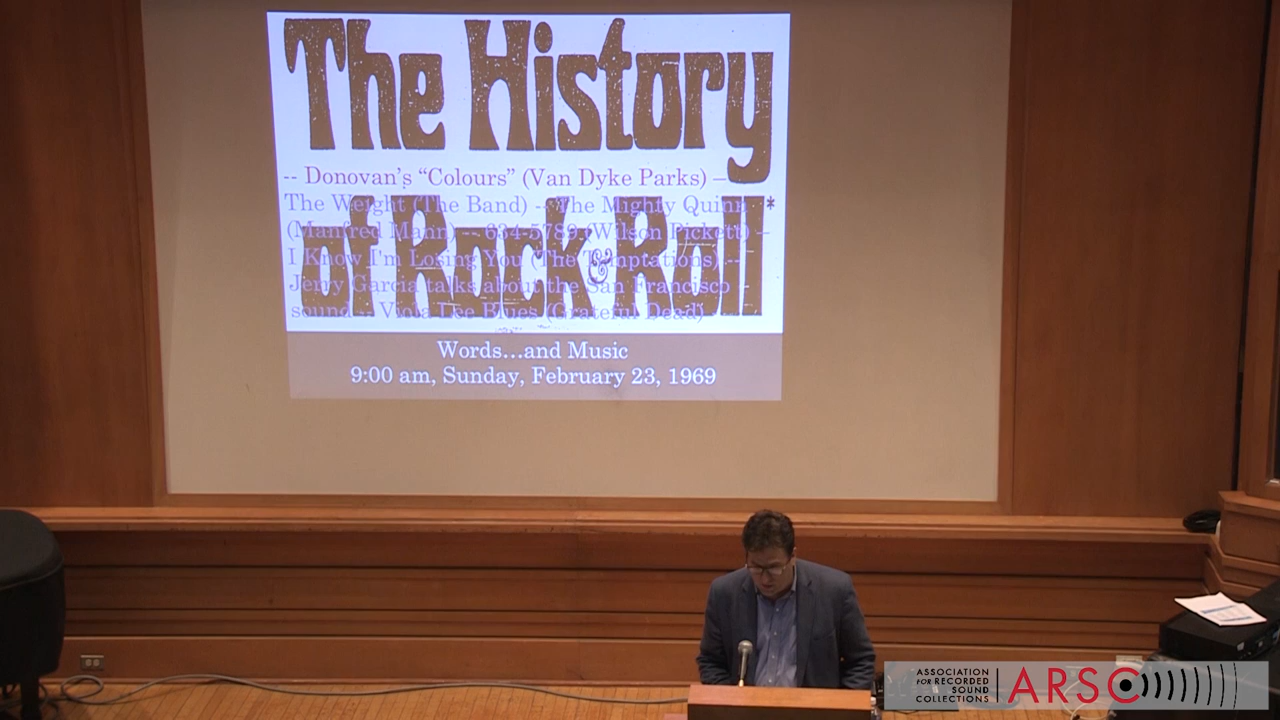 The History
-- Donovan's “Colours” (Van Dyke Parks) –
The Weight (The Band) -- The Mighty Quinn
*
(Manfred Mann) -- 634-5789 (Wilson Pickett) –
of Rock & Roll
I Know I'm Losing You (The Temptations) --
Jerry Garcia talks about the San Francisco
sound -- Viola Lee Blues (Grateful Dead) --
Words...and Music
9:00 am, Sunday, February 23, 1969
ASSOCIATION
FOR RECORDED
SOUND
COLLECTIONS
ARSC